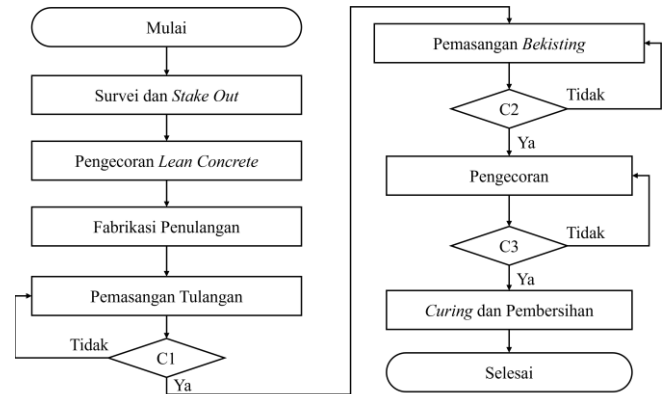 Mulai
Survei dan Stake Out
Pengecoran Lean Concrete
Fabrikasi Penulangan
Pemasangan Tulangan
Tidak
C1
Ya
Pemasangan Bekisting
Tidak
C2
Ya
Pengecoran
Tidak
C3
Ya
Curing dan Pembersihan
Selesai